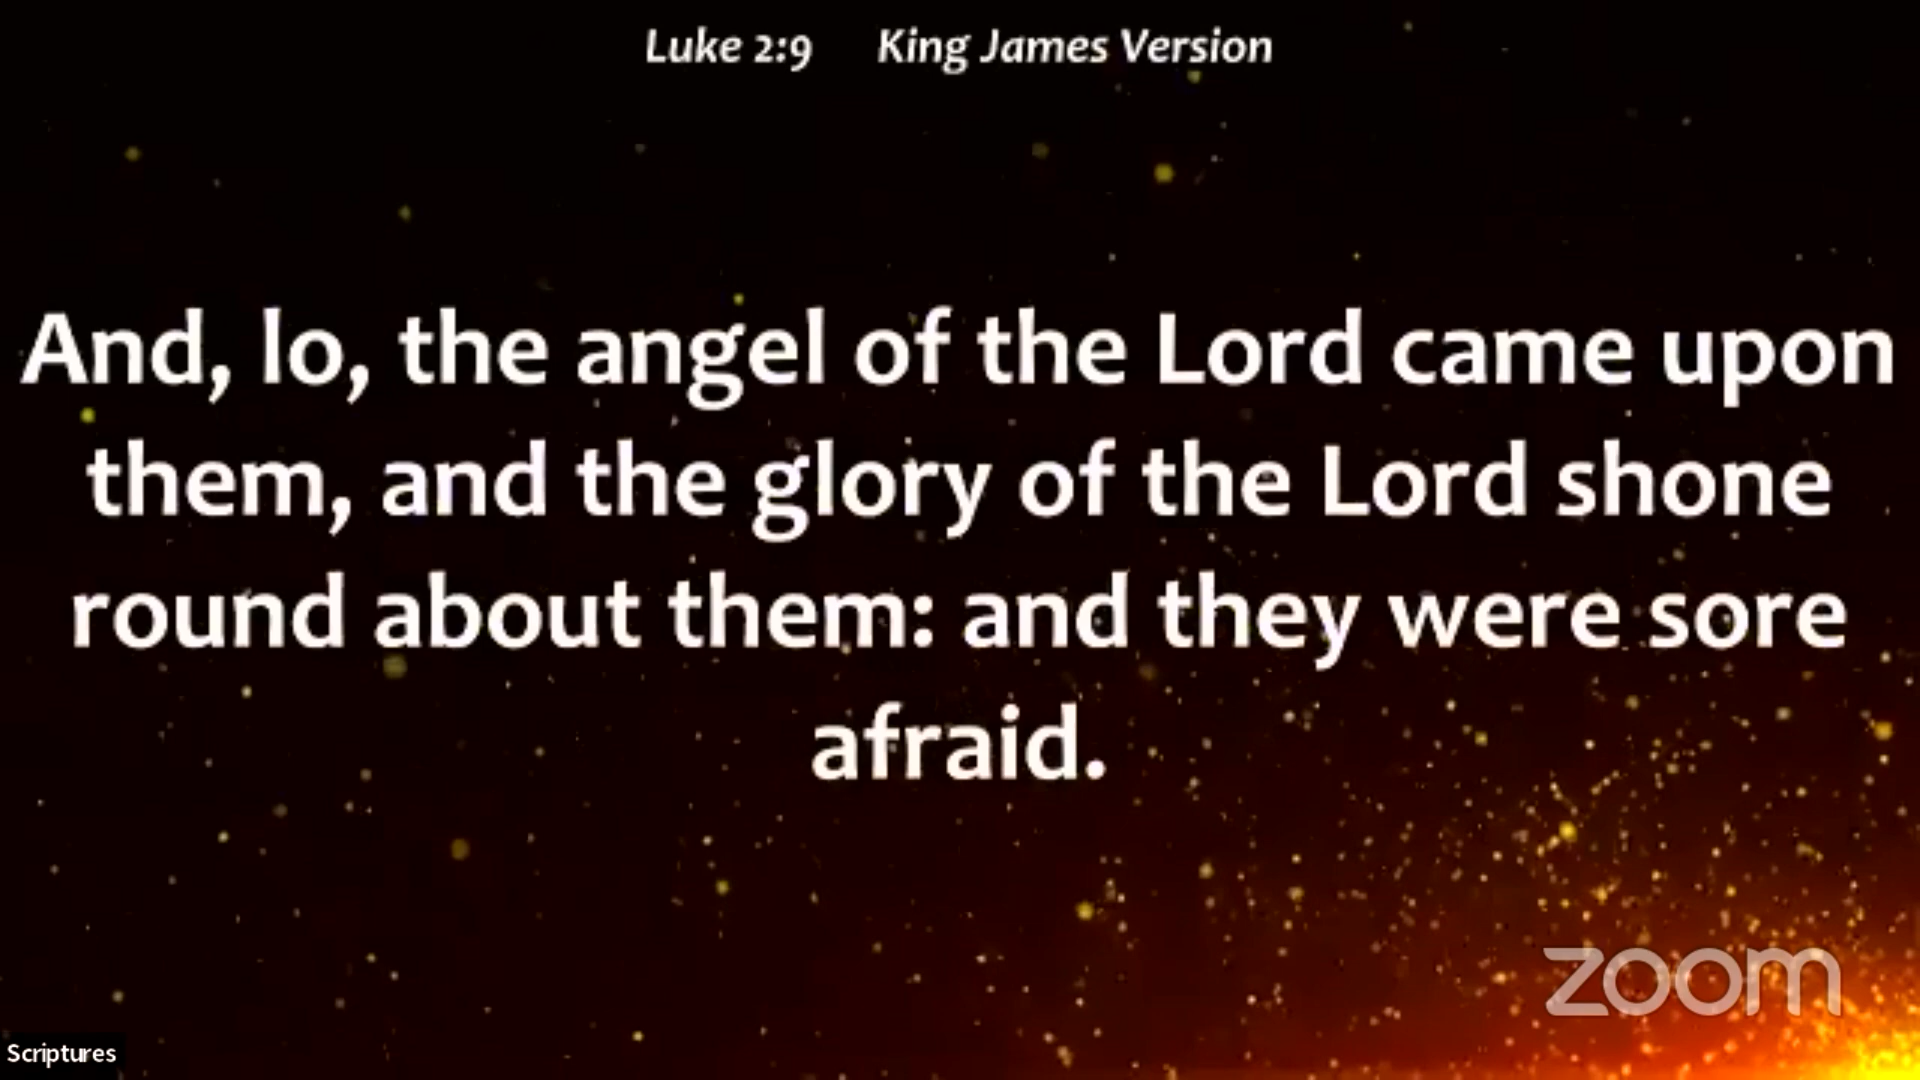 Luke 2:9 King James Version
And, lo, the angel of the Lord came upon
them, and the glory of the Lord shone
round about them: and they were sore
afraid.
zoom
Scriptures